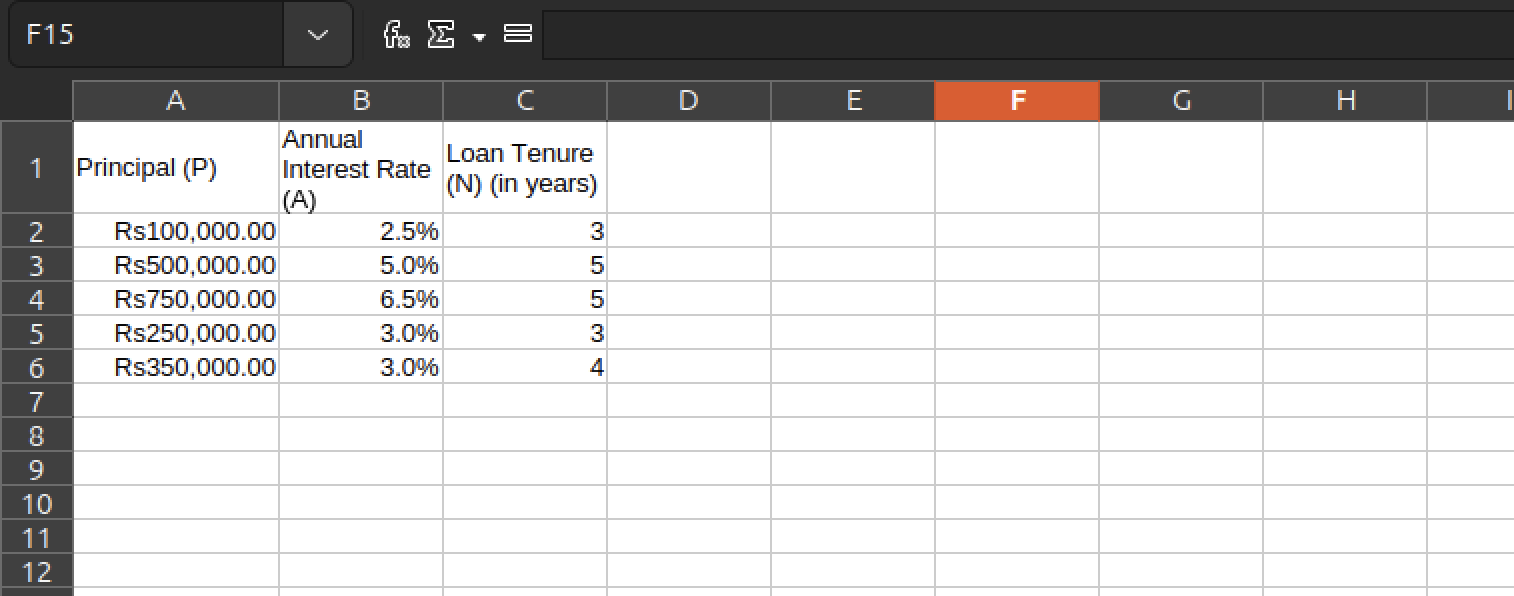 F15
A B C D E F G H I
1 Principal (P) Annual Interest Rate (A) Loan Tenure (N) (in years)
2 Rs100,000.00 2.5% 3
3 Rs500,000.00 5.0% 5
4 Rs750,000.00 6.5% 5
5 Rs250,000.00 3.0% 3
6 Rs350,000.00 3.0% 4
7
8
9
10
11
12